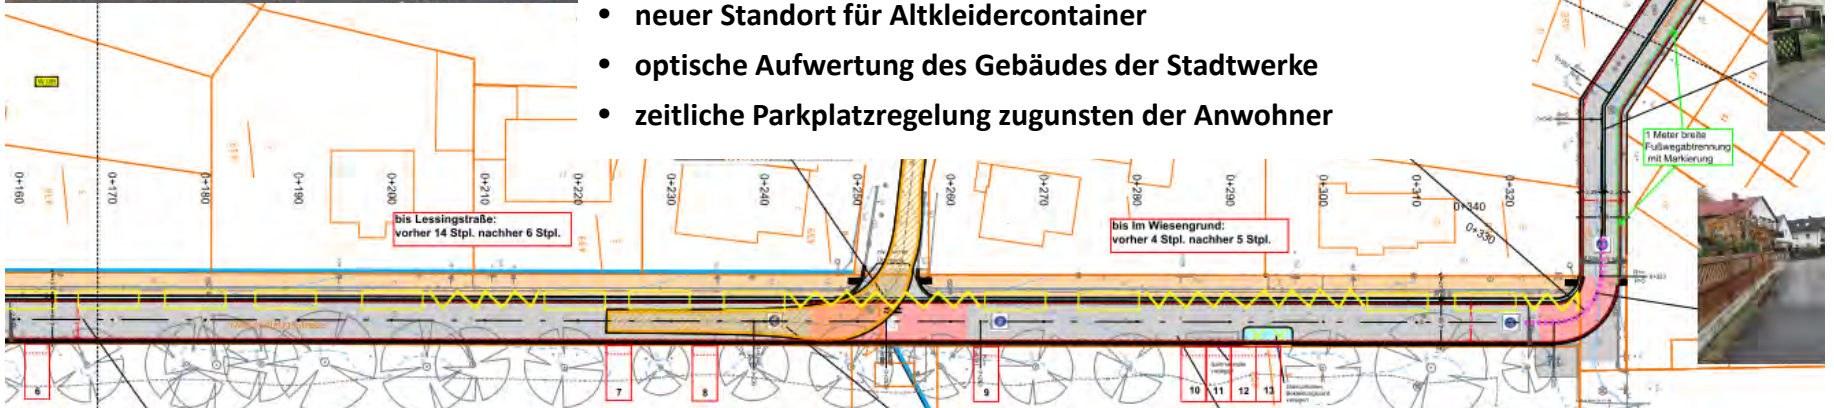 • neuer Standort für Altkleidercontainer
• optische Aufwertung des Gebäudes der Stadtwerke
• zeitliche Parkplatzregelung zugunsten der Anwohner
1 Meter breite
Fußwegabtrennung
mit Markierung
0+160
0+170
0+180
0+190
0+200
0+210
0+220
0+230
0+240
0+250
0+260
0+270
0+280
0+290
0+300
0+310
0+320
0+340
0+330
bis Lessingstraße:
vorher 14 Stpl. nachher 6 Stpl.
bis Im Wiesengrund:
vorher 4 Stpl. nachher 5 Stpl.
6
7
8
9
10
11
12
13